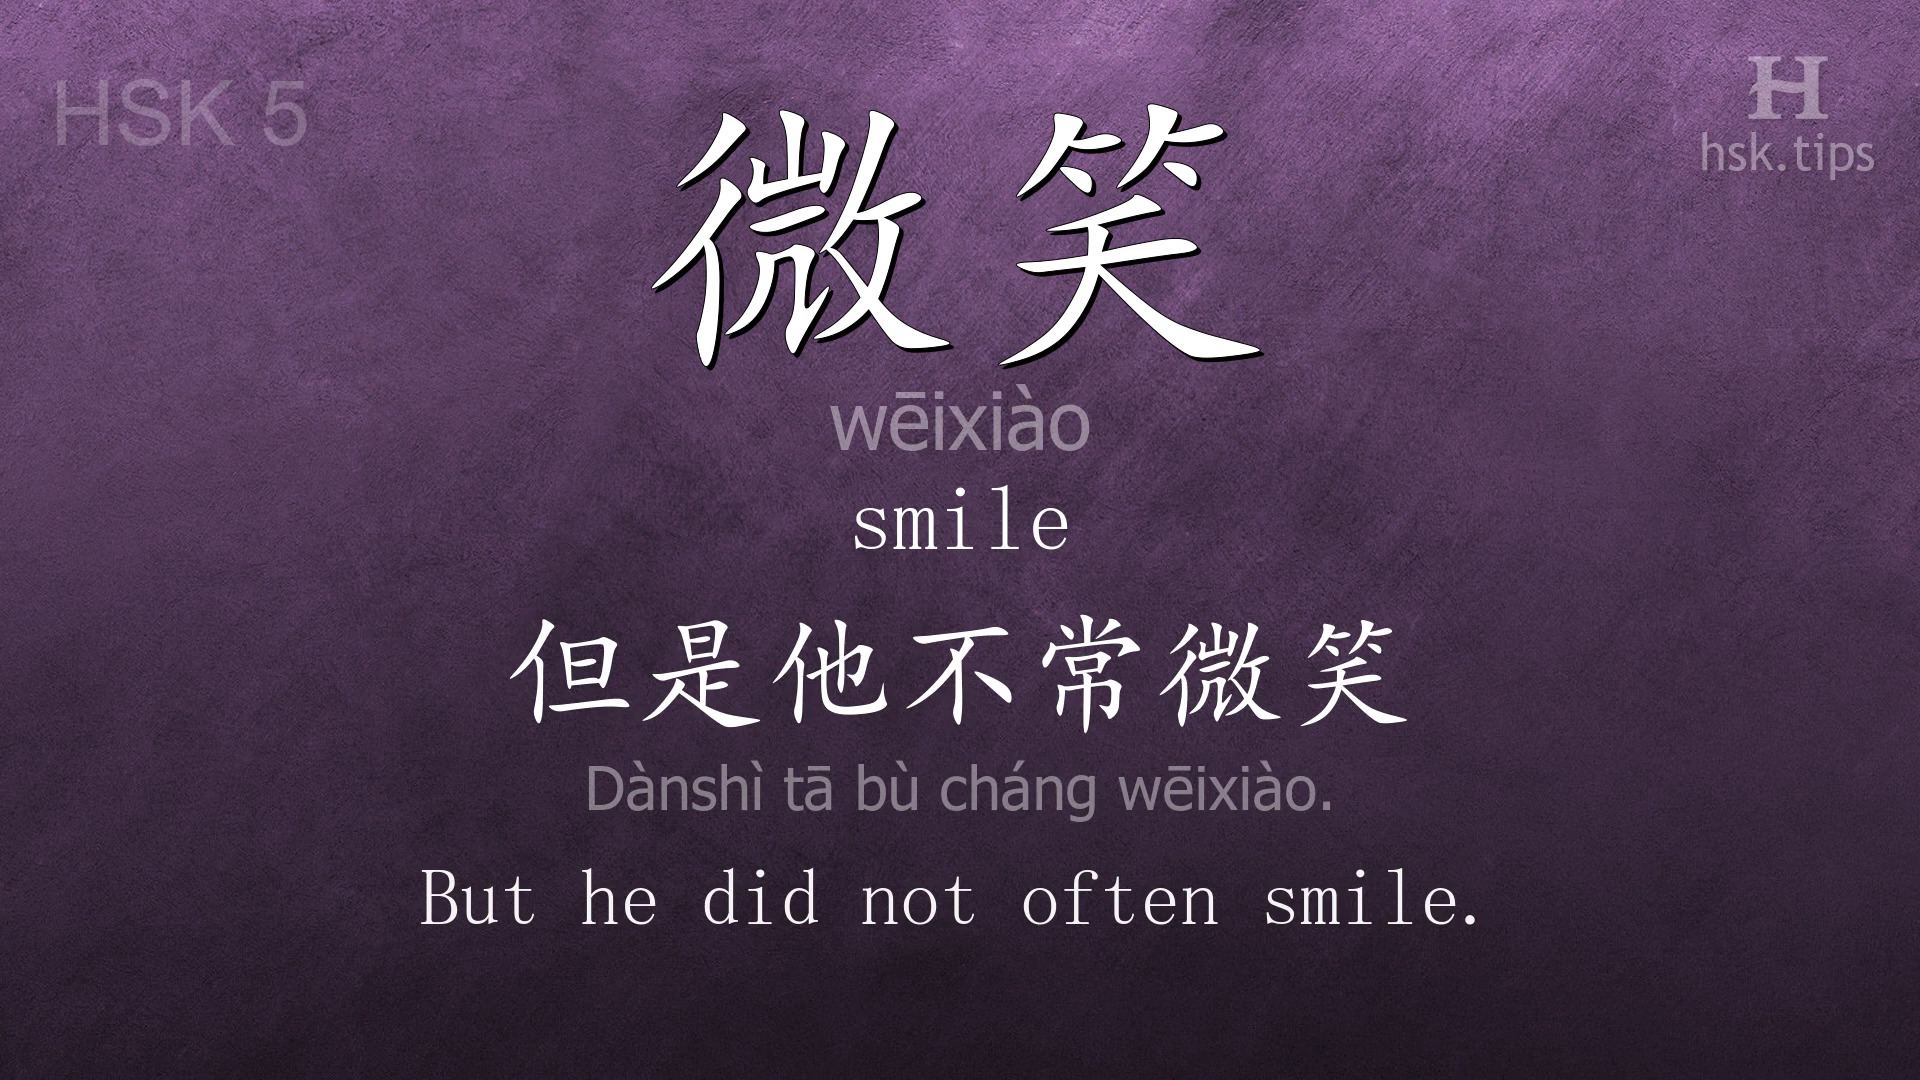 HSK 5
H
hsk.tips
微笑
wēixiào
smile
但是他不常微笑
Dànshì tā bù cháng wēixiào.
But he did not often smile.